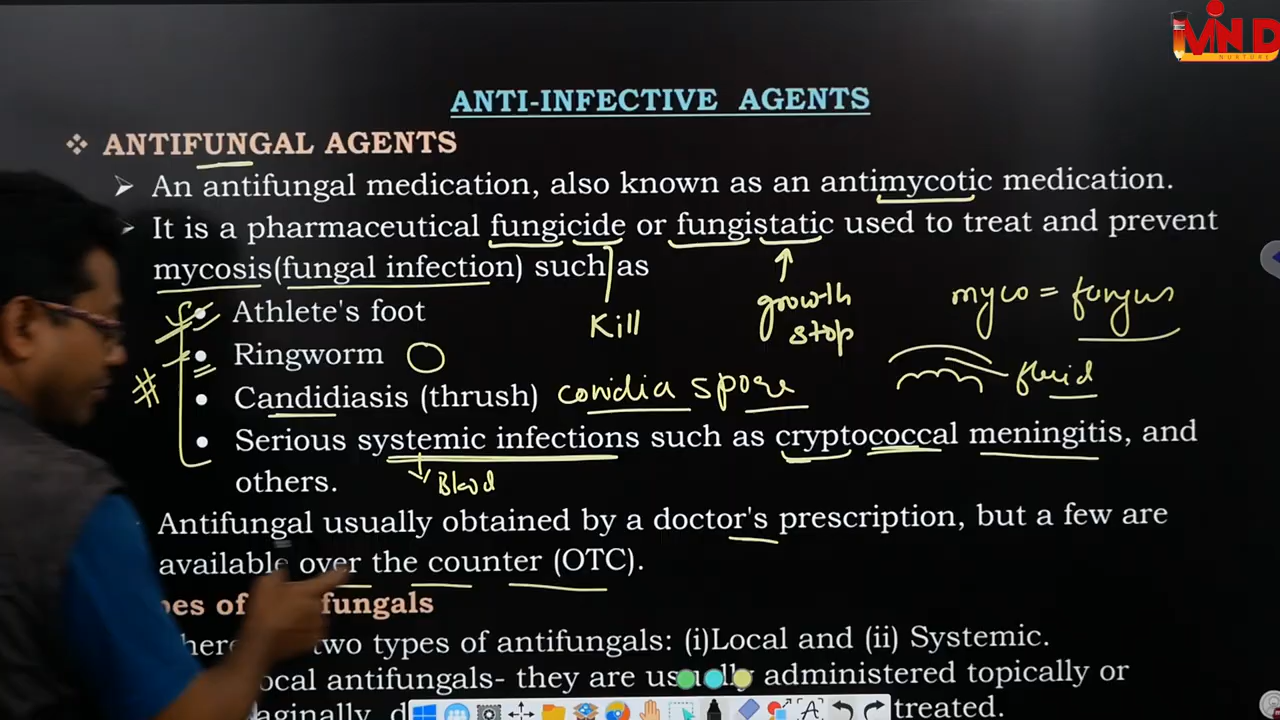 MIND
NURTURE
ANTI-INFECTIVE AGENTS
❖ ANTIFUNGAL AGENTS
➤ An antifungal medication, also known as an antimycotic medication.
➤ It is a pharmaceutical fungicide or fungistatic used to treat and prevent
mycosis(fungal infection) such as
• Athlete's foot
Kill
growth
stop
myco = fungus
• Ringworm
fluid
# • Candidiasis (thrush) conidia spore
• Serious systemic infections such as cryptococcal meningitis, and
others.
Blood
Antifungal usually obtained by a doctor's prescription, but a few are
available over the counter (OTC).
pes of fungals
two types of antifungals: (i)Local and (ii) Systemic.
ocal antifungals- they are usually administered topically or
treated.